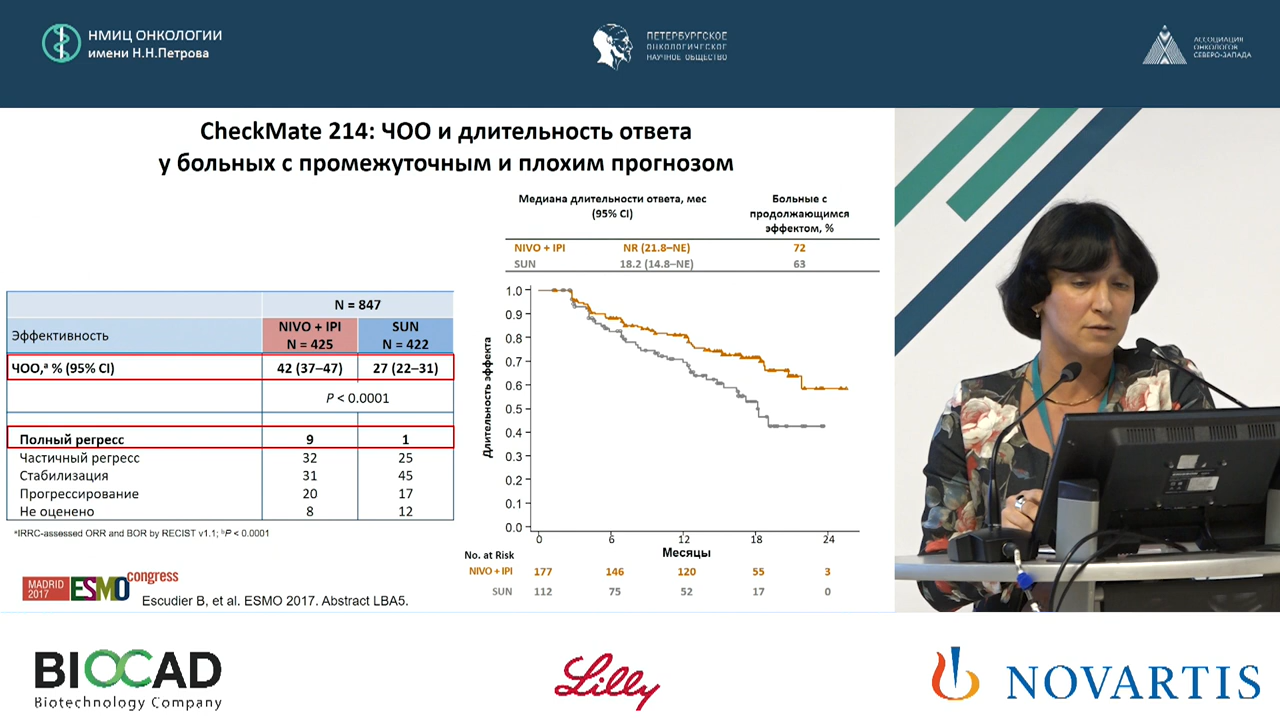 НМИЦ ОНКОЛОГИИ
имени Н.Н.Петрова
ПЕТЕРБУРГСКОЕ
ОНКОЛОГИЧЕСКОЕ
НАУЧНОЕ ОБЩЕСТВО
АССОЦИАЦИЯ
ОНКОЛОГОВ
СЕВЕРО-ЗАПАДА
CheckMate 214: ЧОО и длительность ответа
у больных с промежуточным и плохим прогнозом
N = 847
Эффективность
NIVO + IPI
N = 425
SUN
N = 422
ЧОО,ᵃ % (95% CI) 42 (37–47) 27 (22–31)
P < 0.0001
Полный регресс 9 1
Частичный регресс 32 25
Стабилизация 31 45
Прогрессирование 20 17
Не оценено 8 12
ᵃIRRC-assessed ORR and BOR by RECIST v1.1; ᵇP < 0.0001
MADRID
2017
ESMO
congress
Escudier B, et al. ESMO 2017. Abstract LBA5.
Медиана длительности ответа, мес
(95% CI)
Больные с
продолжающимся
эффектом, %
NIVO + IPI NR (21.8–NE) 72
SUN 18.2 (14.8–NE) 63
Длительность эффекта
1.0
0.9
0.8
0.7
0.6
0.5
0.4
0.3
0.2
0.1
0.0
0 6 12 18 24
Месяцы
No. at Risk
NIVO + IPI 177 146 120 55 3
SUN 112 75 52 17 0
BIOCAD
Biotechnology Company
Lilly
NOVARTIS